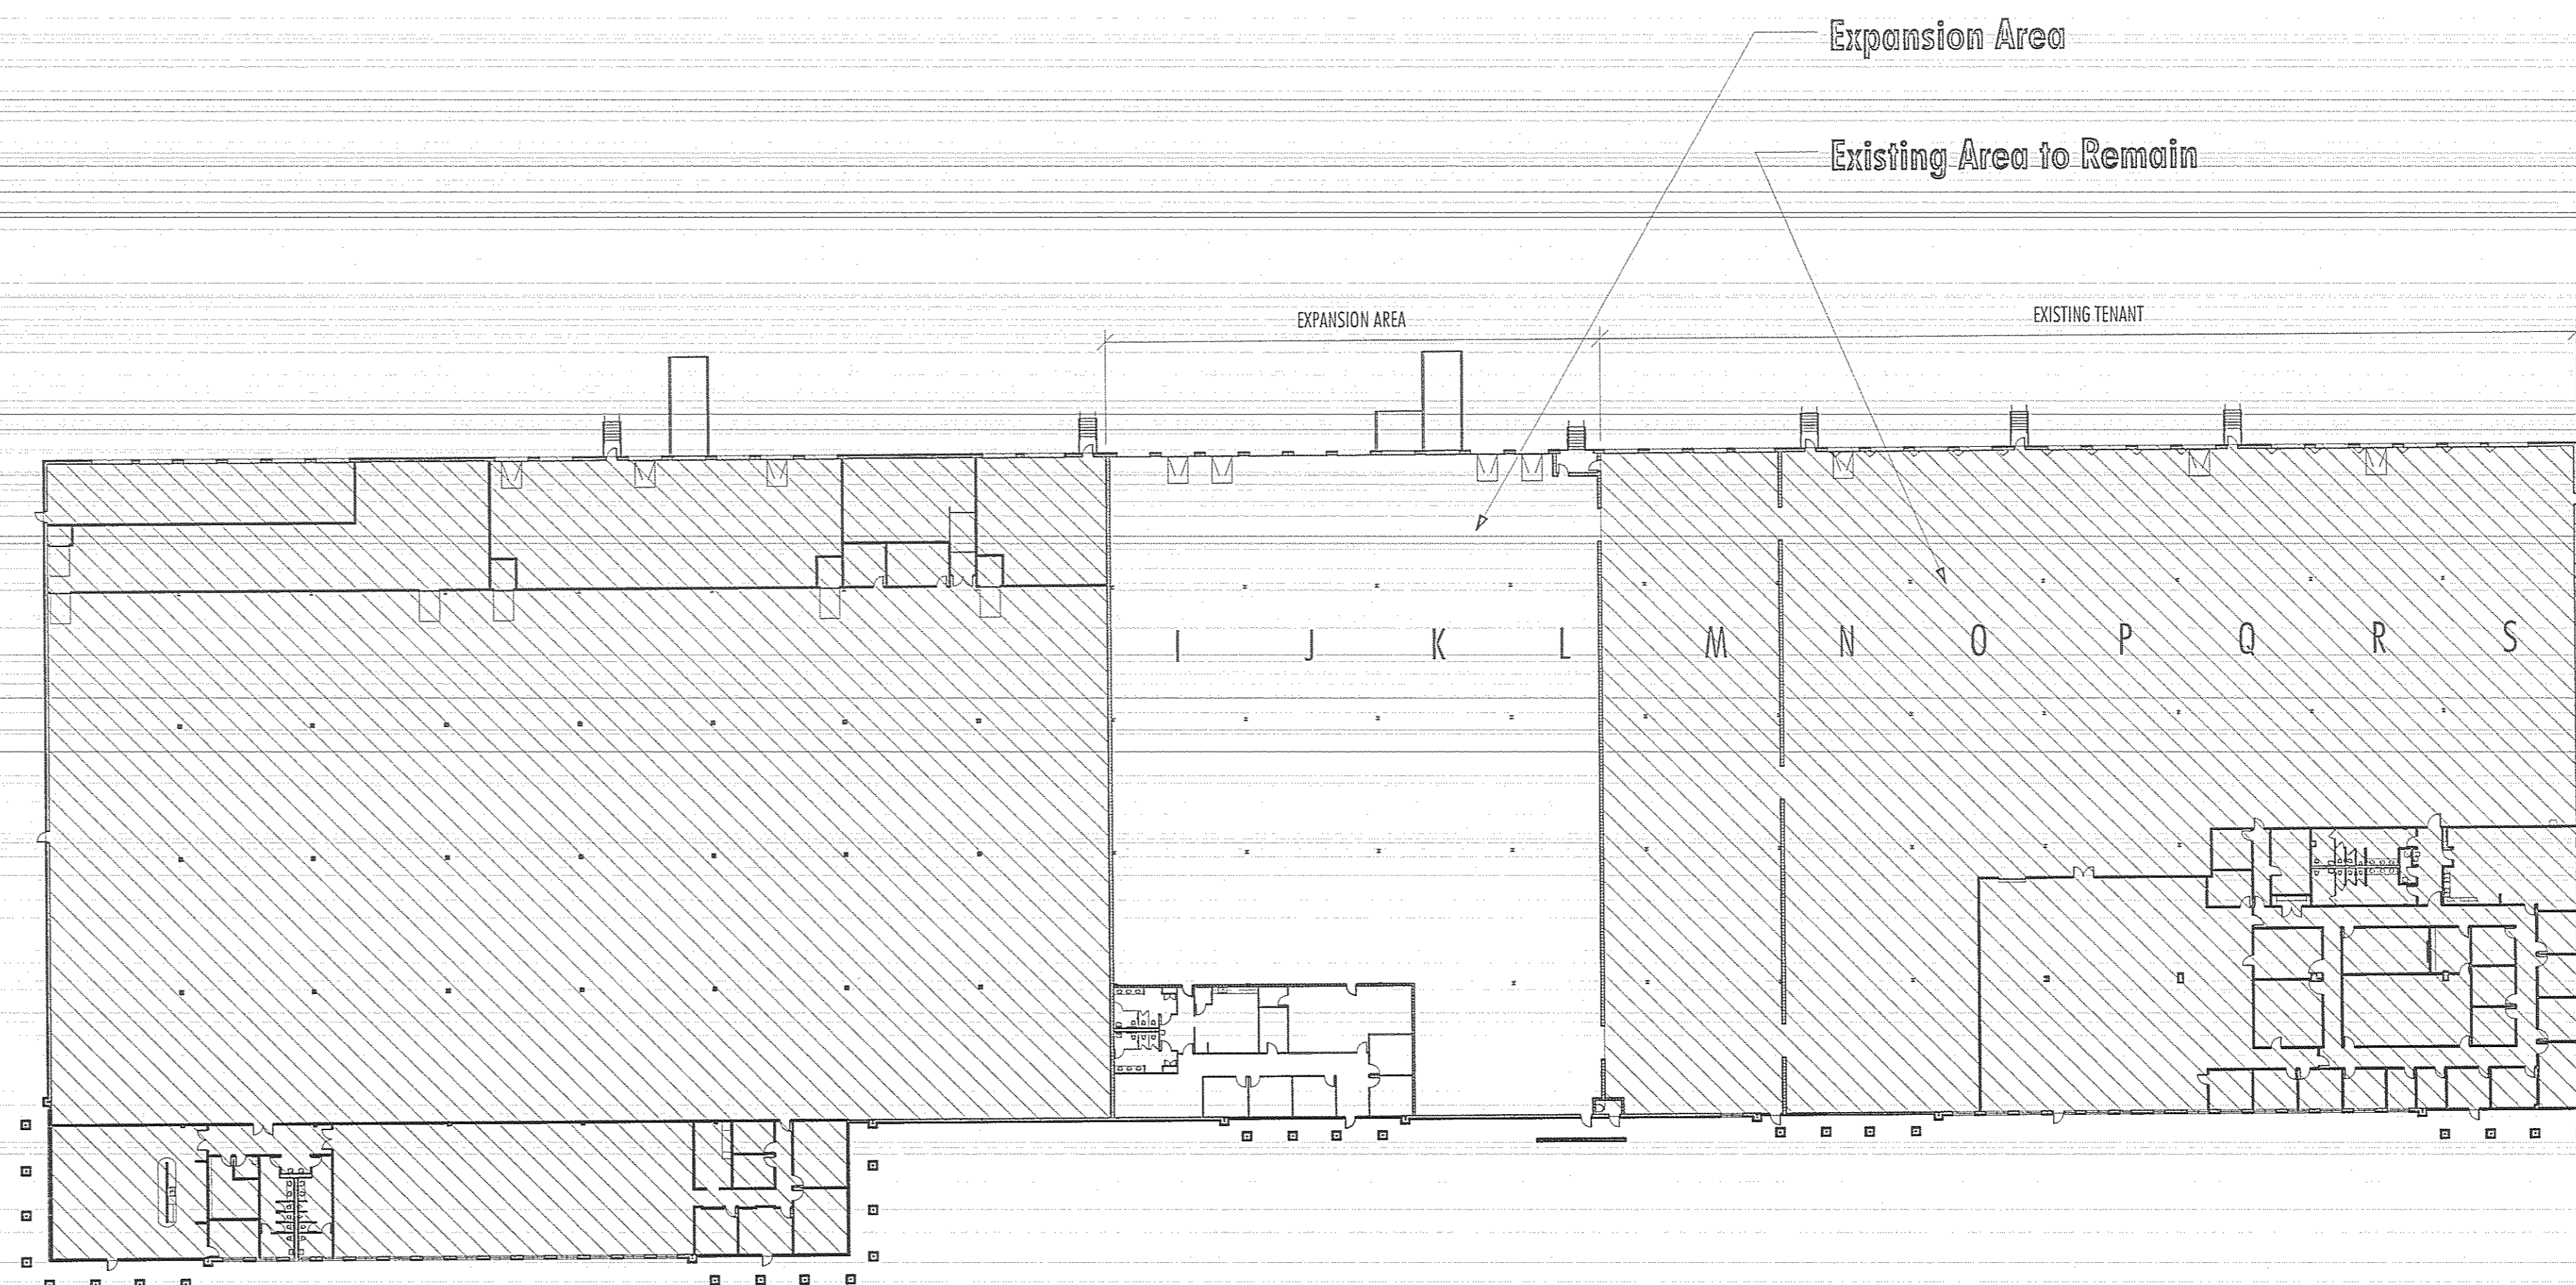 Expansion Area
Existing Area to Remain
EXPANSION AREA
EXISTING TENANT
I J K L M N O P Q R S